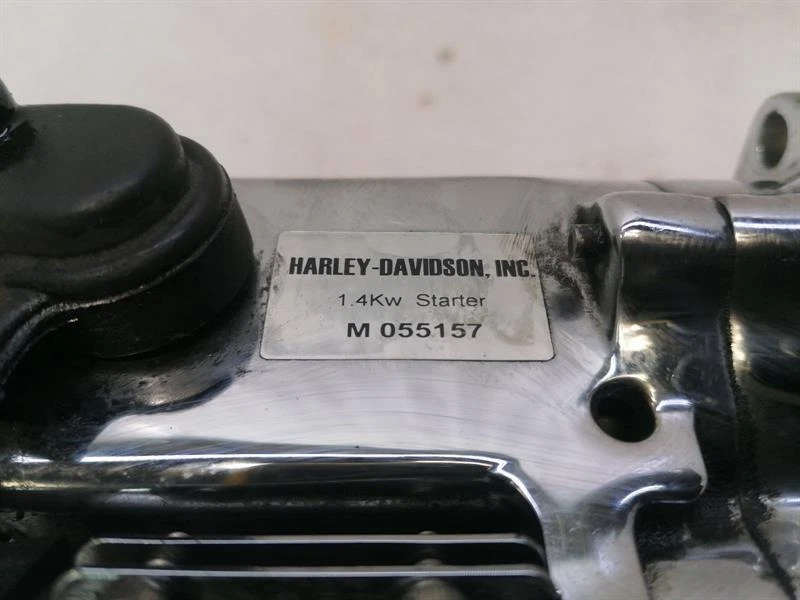 HARLEY-DAVIDSON, INC.
1.4Kw Starter
M 055157